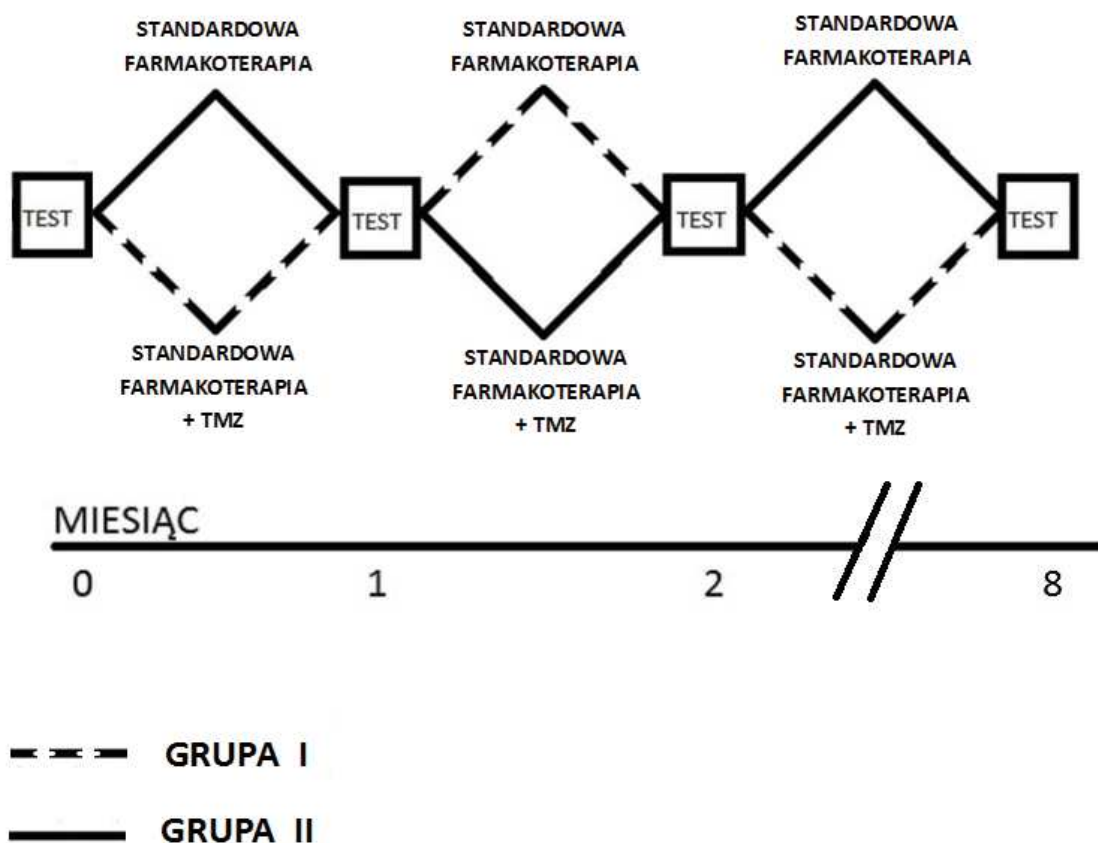 STANDARDOWA
FARMAKOTERAPIA
STANDARDOWA
FARMAKOTERAPIA
STANDARDOWA
FARMAKOTERAPIA
TEST
TEST
TEST
TEST
STANDARDOWA
FARMAKOTERAPIA
+ TMZ
STANDARDOWA
FARMAKOTERAPIA
+ TMZ
STANDARDOWA
FARMAKOTERAPIA
+ TMZ
MIESIĄC
0 1 2 8
GRUPA I
GRUPA II